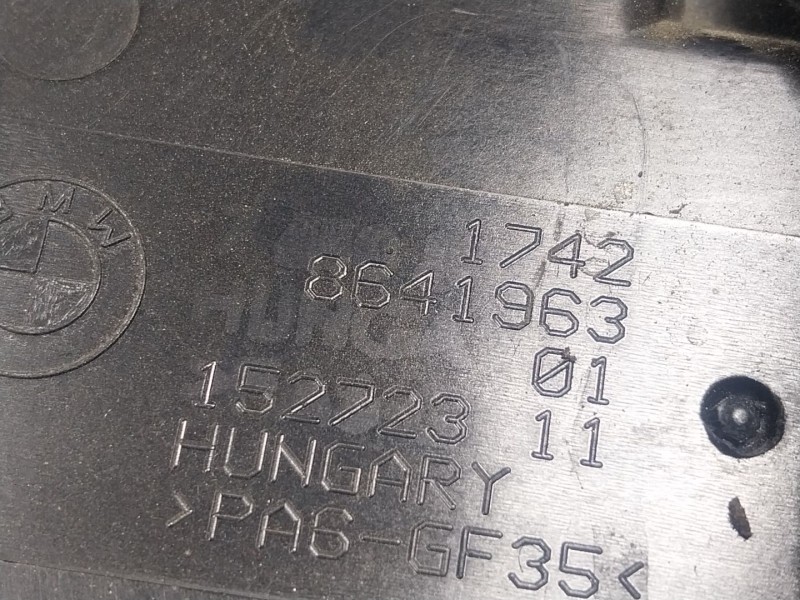 BMW
1742
8641963
01
152723 11
HUNGARY
>PA6-GF35<